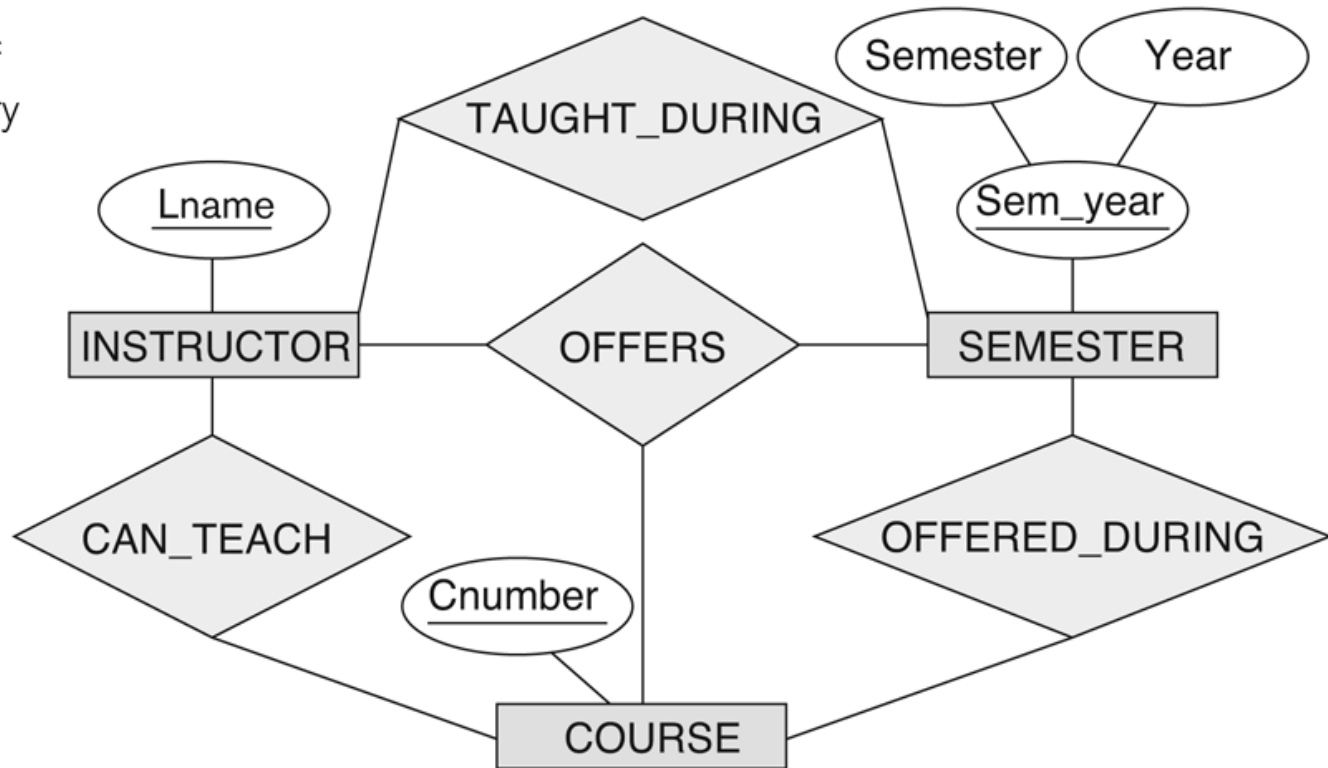 TAUGHT_DURING
Semester
Year
Lname
Sem_year
INSTRUCTOR
OFFERS
SEMESTER
CAN_TEACH
OFFERED_DURING
Cnumber
COURSE